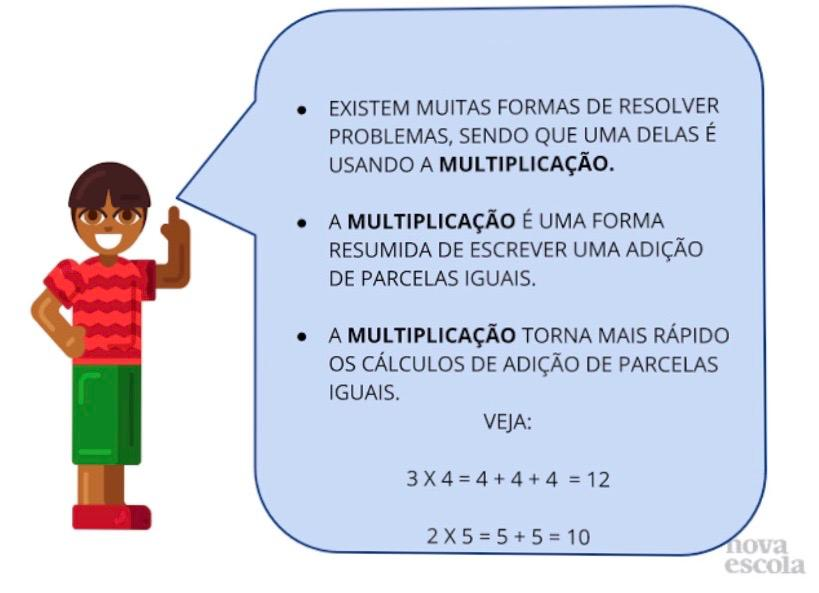 • EXISTEM MUITAS FORMAS DE RESOLVER
PROBLEMAS, SENDO QUE UMA DELAS É
USANDO A MULTIPLICAÇÃO.
• A MULTIPLICAÇÃO É UMA FORMA
RESUMIDA DE ESCREVER UMA ADIÇÃO
DE PARCELAS IGUAIS.
• A MULTIPLICAÇÃO TORNA MAIS RÁPIDO
OS CÁLCULOS DE ADIÇÃO DE PARCELAS
IGUAIS.
VEJA:
3 X 4 = 4 + 4 + 4 = 12
2 X 5 = 5 + 5 = 10
nova
escola